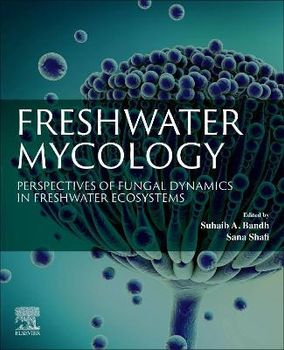 FRESHWATER
MYCOLOGY
PERSPECTIVES OF FUNGAL DYNAMICS
IN FRESHWATER ECOSYSTEMS
Edited by
Suhaib A. Bandh
Sana Shafi
ELSEVIER